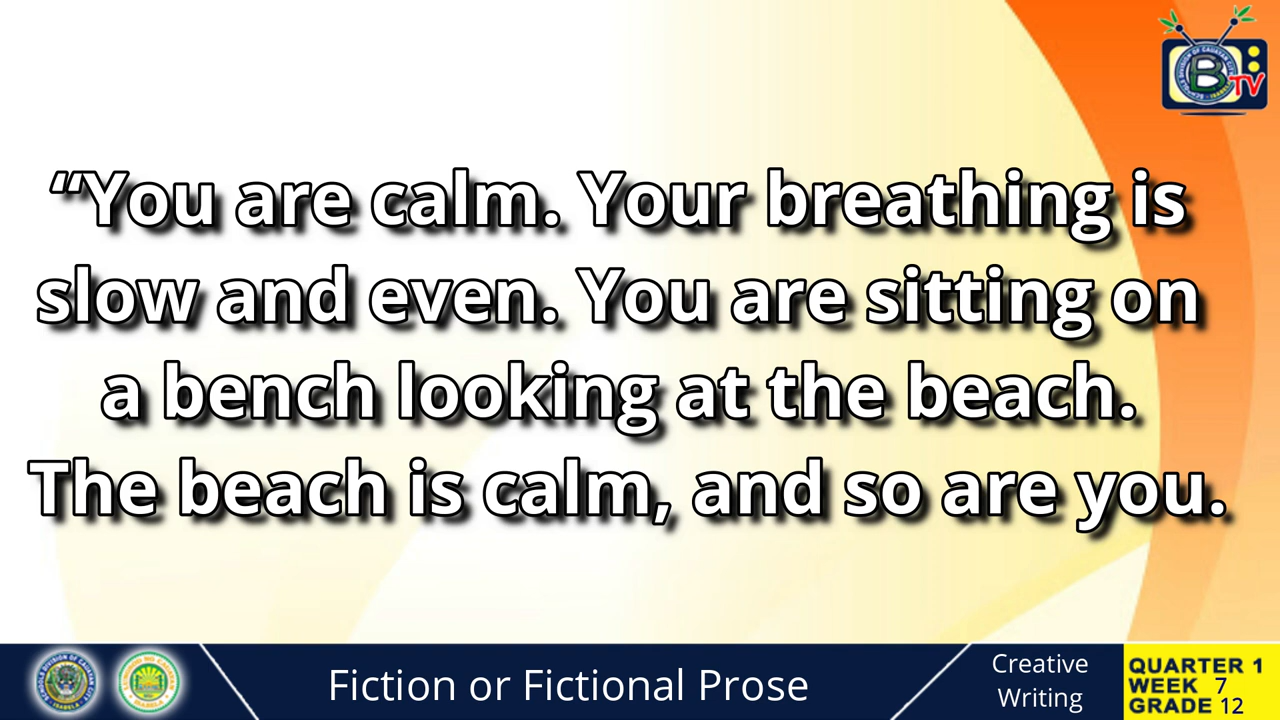 “You are calm. Your breathing is
slow and even. You are sitting on
a bench looking at the beach.
The beach is calm, and so are you.
Fiction or Fictional Prose
Creative
Writing
QUARTER 1
WEEK 7
GRADE 12
B TV